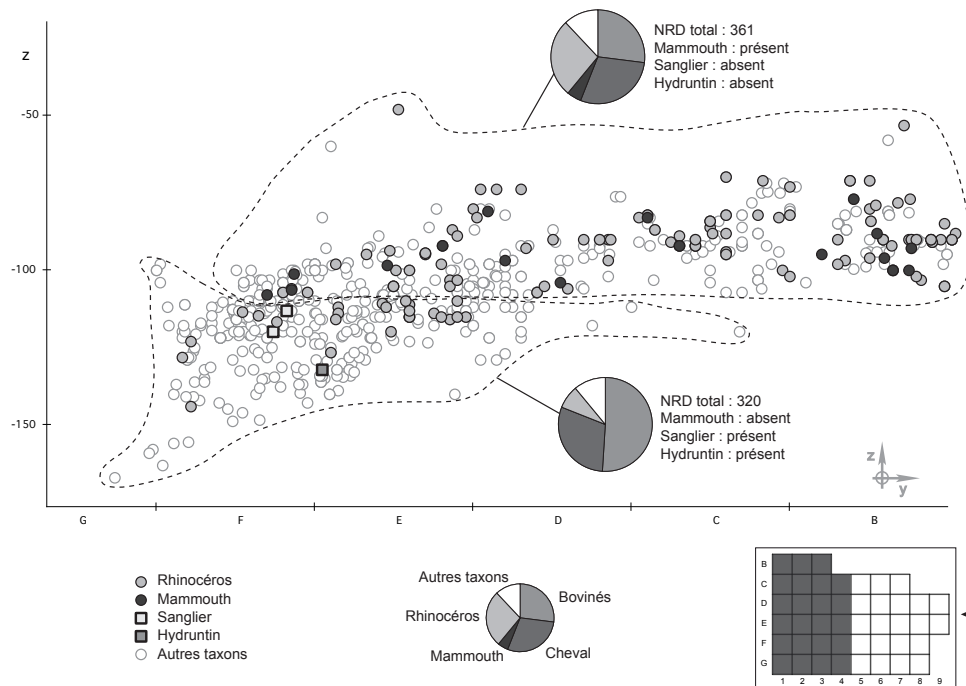 NRD total : 361
Mammouth : présent
Sanglier : absent
Hydruntin : absent
z
-50
-100
-150
NRD total : 320
Mammouth : absent
Sanglier : présent
Hydruntin : présent
z
y
G F E D C B
Rhinocéros
Mammouth
Sanglier
Hydruntin
Autres taxons
Autres taxons
Bovinés
Rhinocéros
Mammouth
Cheval
B
C
D
E
F
G
1 2 3 4 5 6 7 8 9